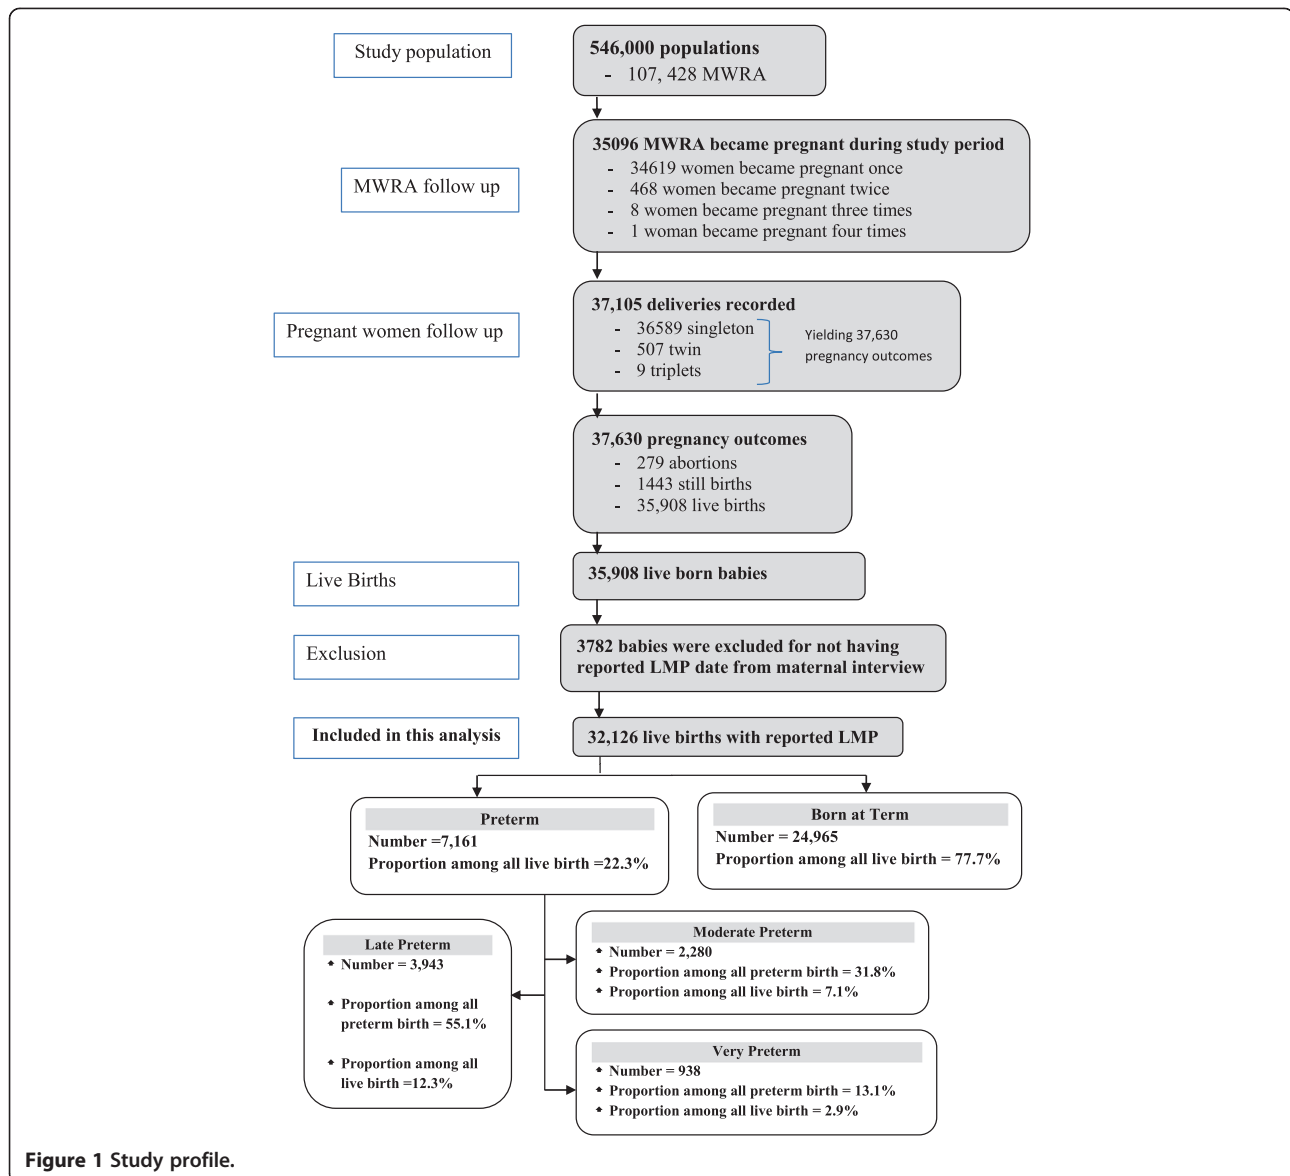 Study population
546,000 populations
- 107, 428 MWRA
MWRA follow up
35096 MWRA became pregnant during study period
- 34619 women became pregnant once
- 468 women became pregnant twice
- 8 women became pregnant three times
- 1 woman became pregnant four times
Pregnant women follow up
37,105 deliveries recorded
- 36589 singleton
- 507 twin
- 9 triplets
Yielding 37,630
pregnancy outcomes
37,630 pregnancy outcomes
- 279 abortions
- 1443 still births
- 35,908 live births
Live Births
35,908 live born babies
Exclusion
3782 babies were excluded for not having
reported LMP date from maternal interview
Included in this analysis
32,126 live births with reported LMP
Preterm
Number =7,161
Proportion among all live birth =22.3%
Born at Term
Number = 24,965
Proportion among all live birth = 77.7%
Late Preterm
Number = 3,943
Proportion among all
preterm birth = 55.1%
Proportion among all
live birth =12.3%
Moderate Preterm
Number = 2,280
Proportion among all preterm birth = 31.8%
Proportion among all live birth = 7.1%
Very Preterm
Number = 938
Proportion among all preterm birth = 13.1%
Proportion among all live birth = 2.9%
Figure 1 Study profile.